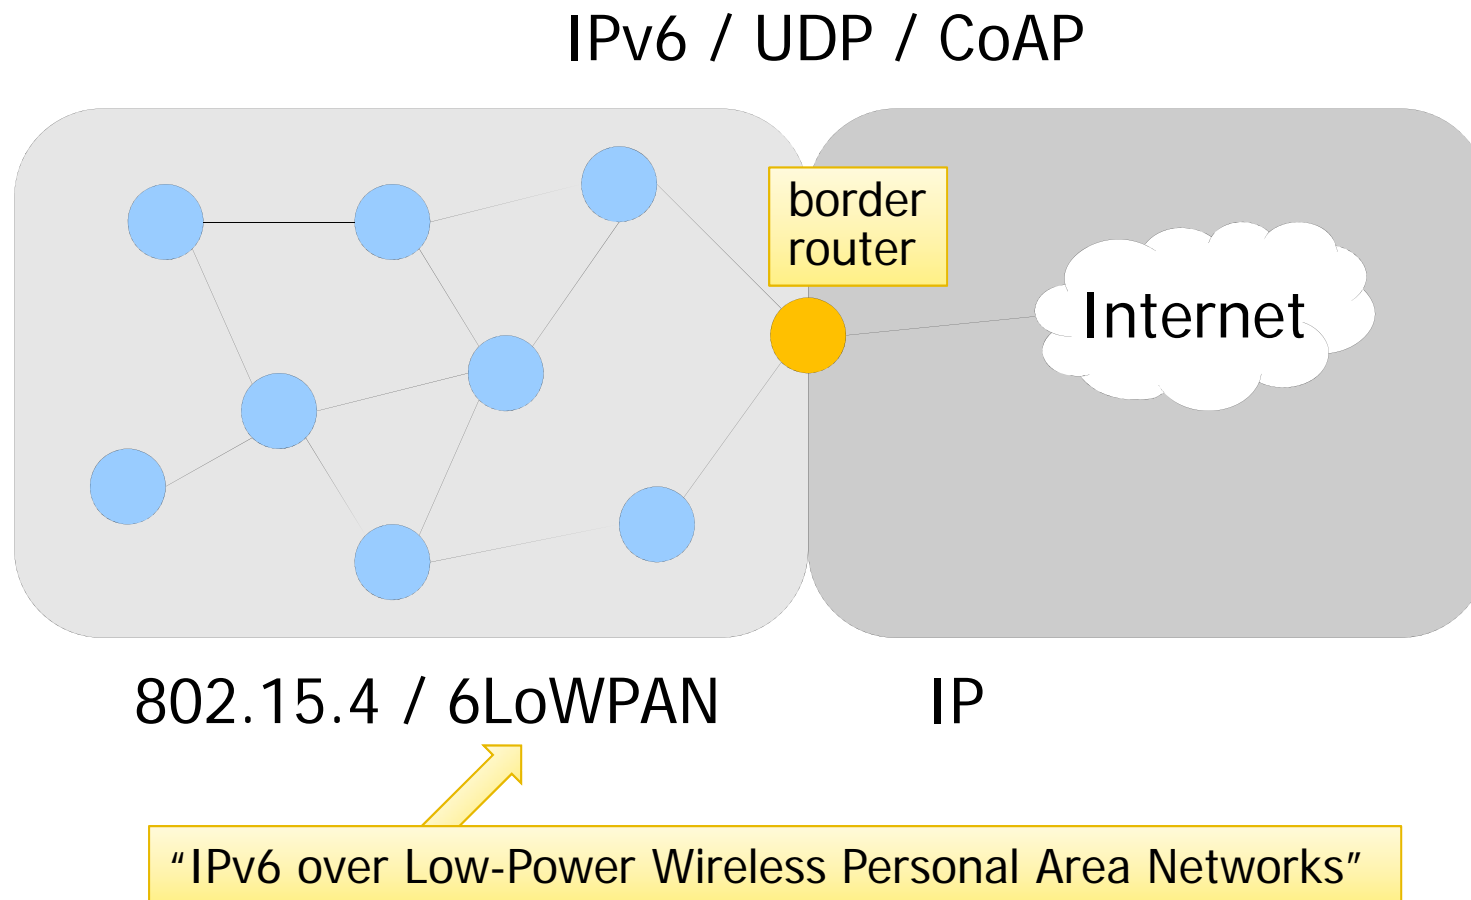 IPv6 / UDP / CoAP
border
router
Internet
802.15.4 / 6LoWPAN
IP
“IPv6 over Low-Power Wireless Personal Area Networks”